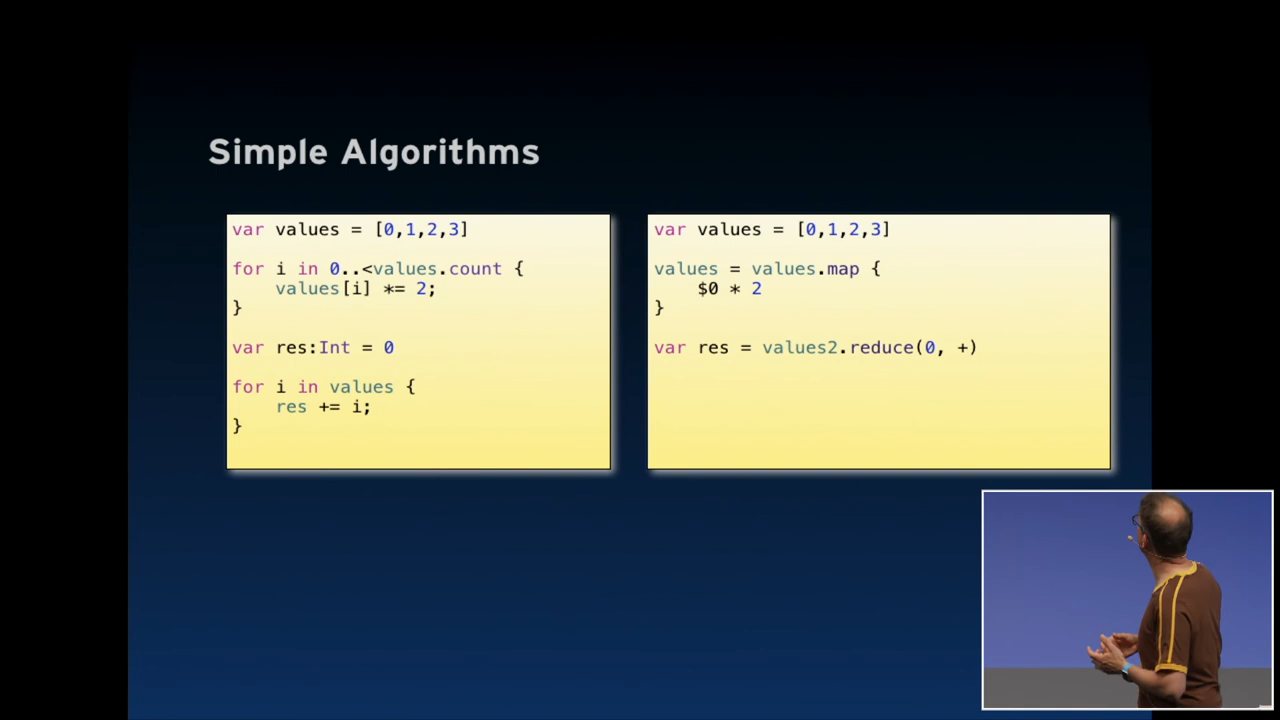 Simple Algorithms
var values = [0,1,2,3]
for i in 0..<values.count {
    values[i] *= 2;
}
var res:Int = 0
for i in values {
    res += i;
}
var values = [0,1,2,3]
values = values.map {
    $0 * 2
}
var res = values2.reduce(0, +)